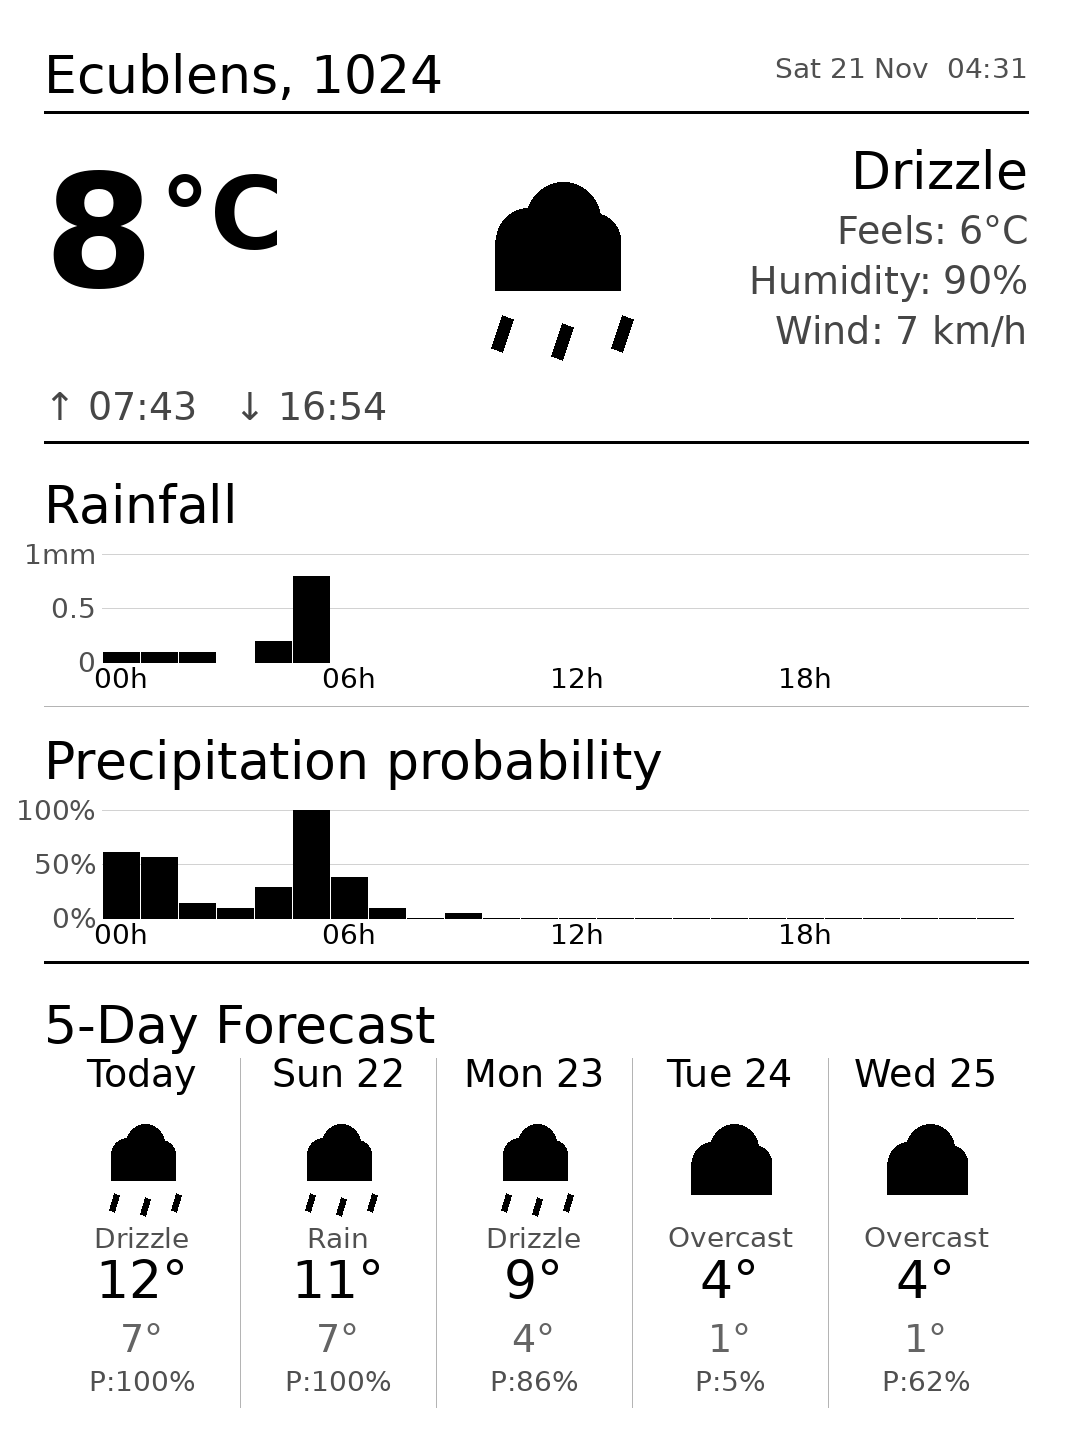 Ecublens, 1024
Sat 21 Nov 04:31
8°C
Drizzle
Feels: 6°C
Humidity: 90%
Wind: 7 km/h
↑ 07:43 ↓ 16:54
Rainfall
1mm
0.5
0
00h 06h 12h 18h
Precipitation probability
100%
50%
0%
00h 06h 12h 18h
5-Day Forecast
Today Sun 22 Mon 23 Tue 24 Wed 25
Drizzle Rain Drizzle Overcast Overcast
12° 11° 9° 4° 4°
7° 7° 4° 1° 1°
P:100% P:100% P:86% P:5% P:62%